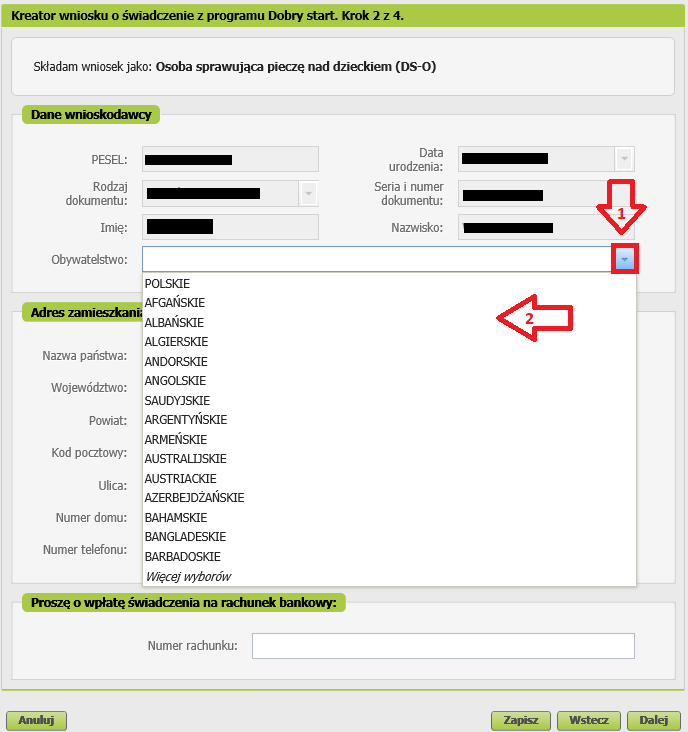 Kreator wniosku o świadczenie z programu Dobry start. Krok 2 z 4.
Składam wniosek jako: Osoba sprawująca pieczę nad dzieckiem (DS-O)
Dane wnioskodawcy
PESEL:
Data urodzenia:
Rodzaj dokumentu:
Seria i numer dokumentu:
1
Imię:
Nazwisko:
Obywatelstwo:
POLSKIE
AFGAŃSKIE
ALBAŃSKIE
ALGIERSKIE
ANDORSKIE
ANGOLSKIE
SAUDYJSKIE
ARGENTYŃSKIE
ARMEŃSKIE
AUSTRALIJSKIE
AUSTRIACKIE
AZERBEJDŻAŃSKIE
BAHAMSKIE
BANGLADESKIE
BARBADOSKIE
Więcej wyborów
2
Adres zamieszkania
Nazwa państwa:
Województwo:
Powiat:
Kod pocztowy:
Ulica:
Numer domu:
Numer telefonu:
Proszę o wpłatę świadczenia na rachunek bankowy:
Numer rachunku:
Anuluj
Zapisz
Wstecz
Dalej